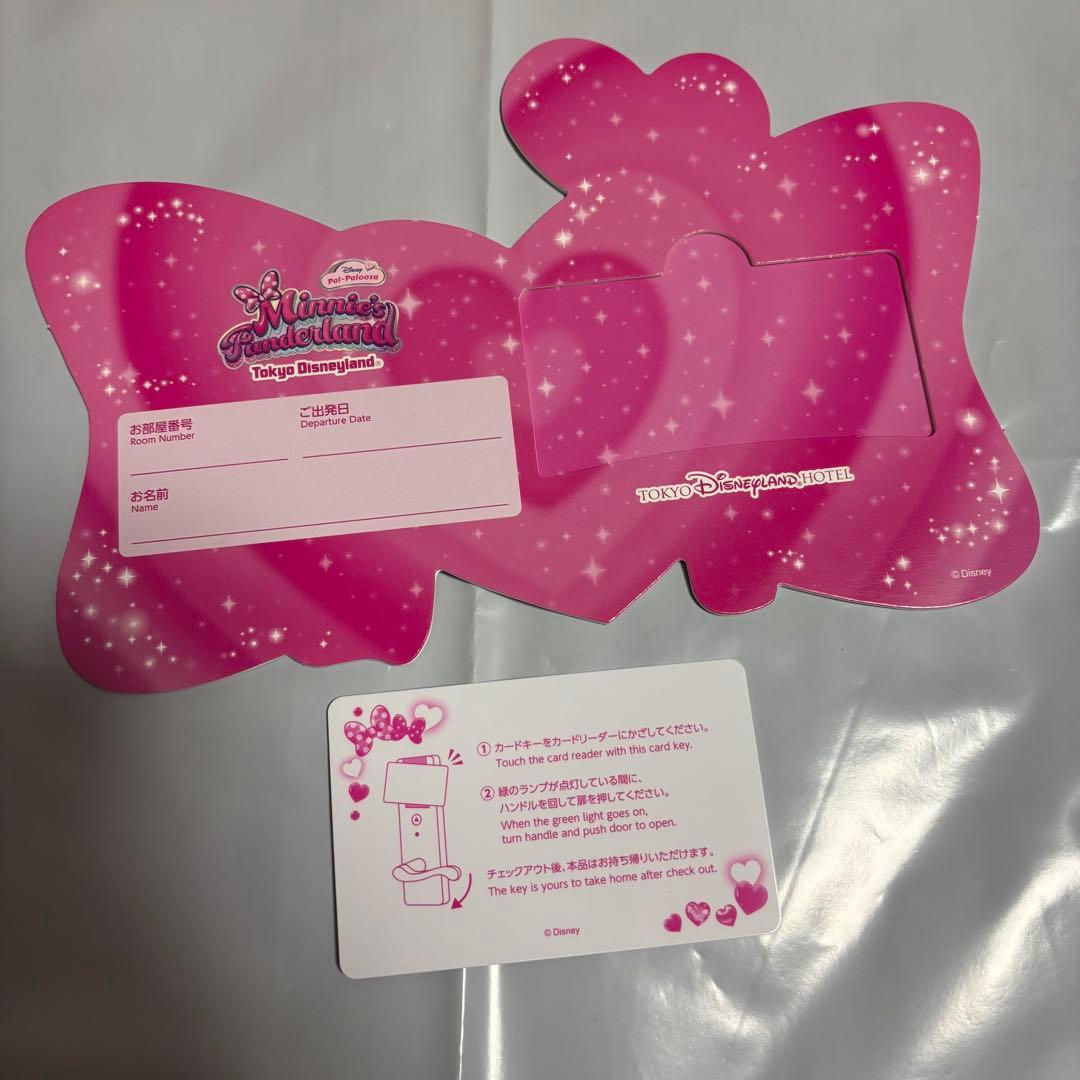 Disney
Pal-Palooza
Minnie's
Funderland
Tokyo Disneyland®
お部屋番号
Room Number
ご出発日
Departure Date
お名前
Name
TOKYO DISNEYLAND® HOTEL
© Disney
① カードキーをカードリーダーにかざしてください。
Touch the card reader with this card key.
② 緑のランプが点灯している間に、
ハンドルを回して扉を押してください。
When the green light goes on,
turn handle and push door to open.
チェックアウト後、本品はお持ち帰りいただけます。
The key is yours to take home after check out.
© Disney